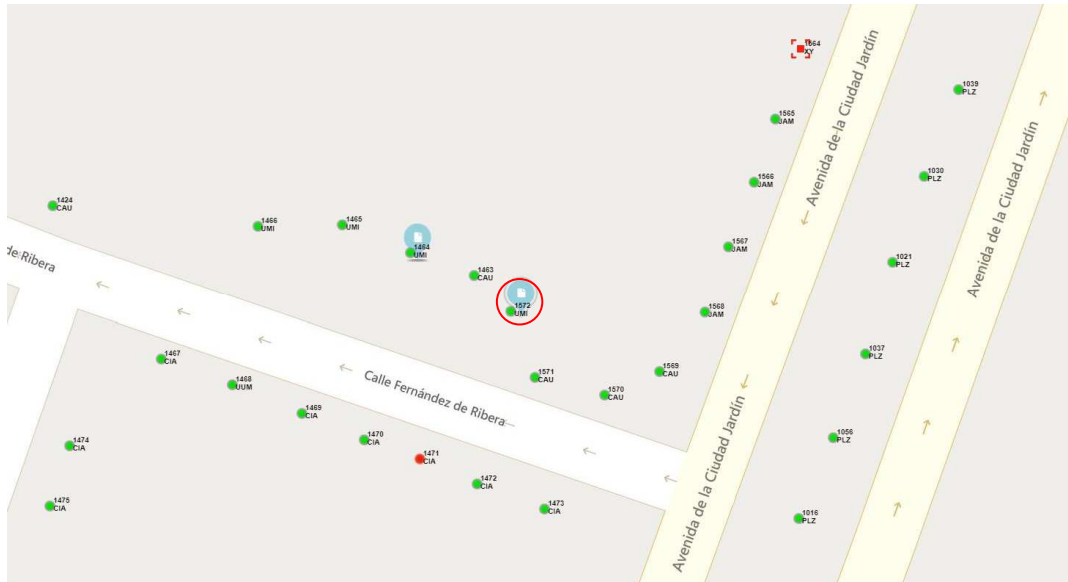 1564
XY
Avenida de la Ciudad Jardín
1039
PLZ
1565
JAM
1030
PLZ
1566
JAM
Avenida de la Ciudad Jardín
1424
CAU
1466
UMI
1465
UMI
1464
UMI
1567
JAM
1021
PLZ
de Ribera
1463
CAU
1572
UMI
1568
JAM
1467
CIA
1468
UUM
Calle Fernández de Ribera
1571
CAU
1569
CAU
1570
CAU
1037
PLZ
1469
CIA
1470
CIA
1471
CIA
1474
CIA
1056
PLZ
Avenida de la Ciudad Jardín
1472
CIA
1475
CIA
1473
CIA
1016
PLZ